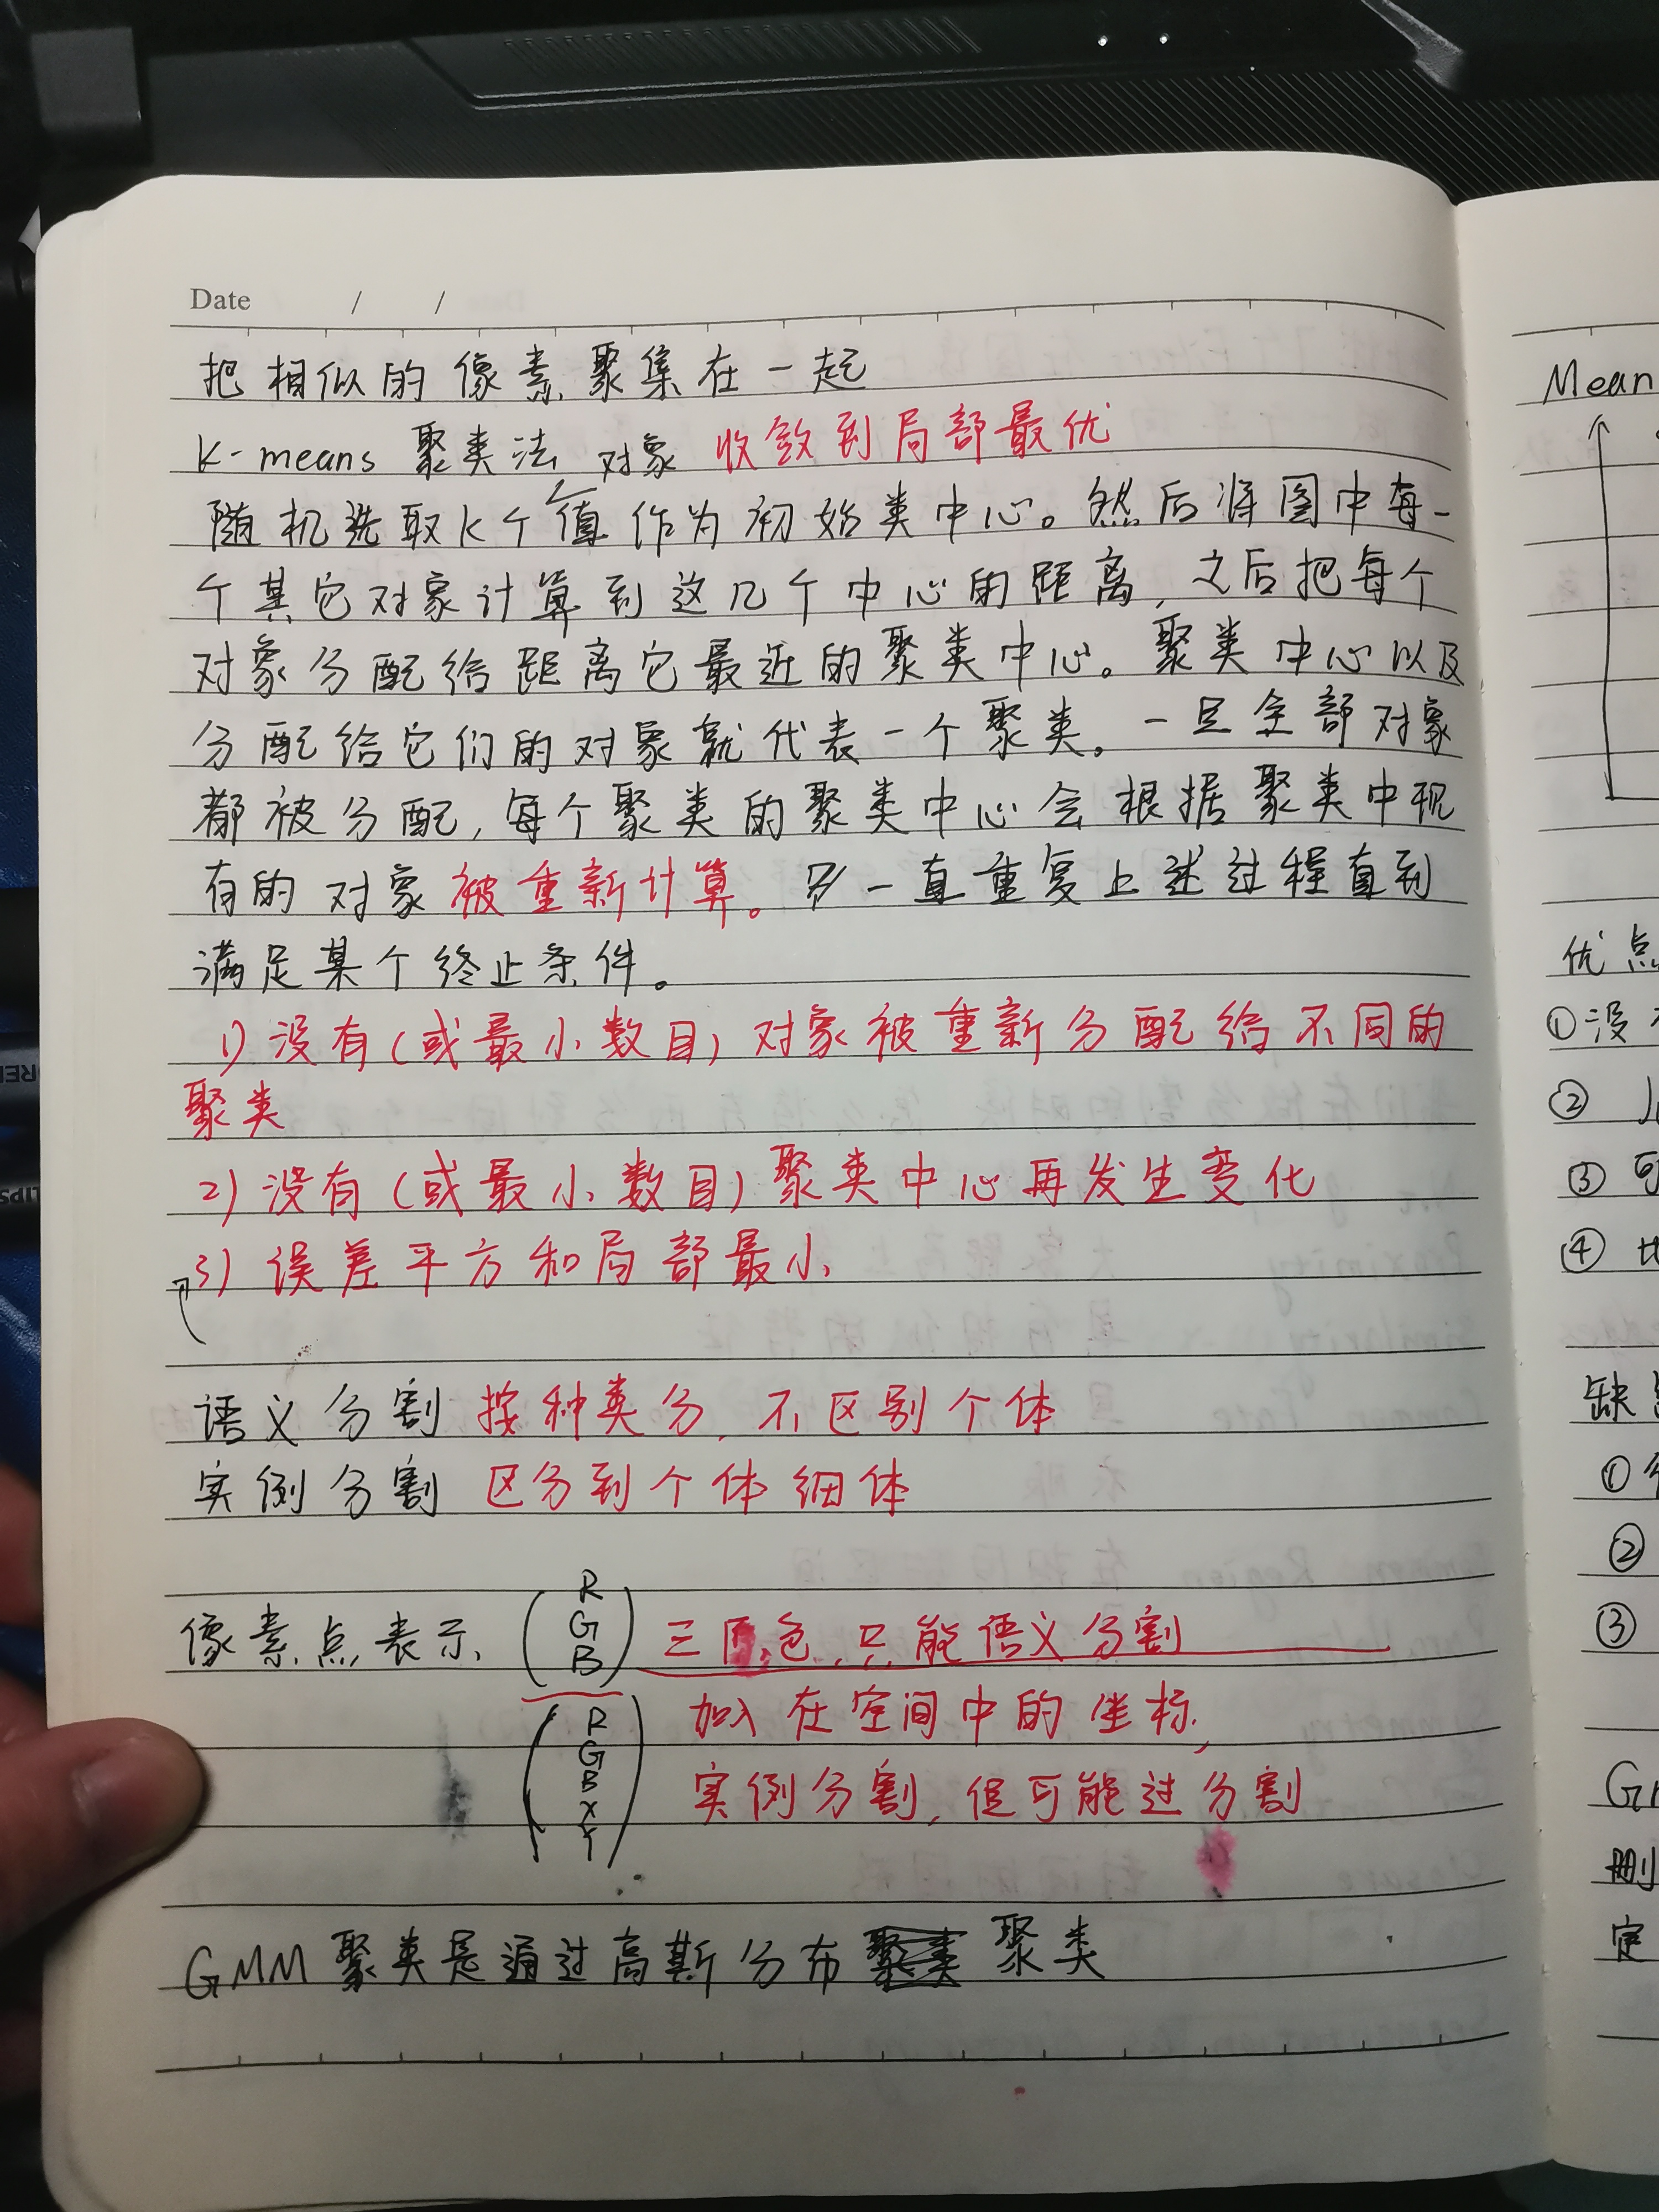 Date / /
把相似的像素聚集在一起
K-means 聚类法 对象 收敛到局部最优
随机选取K个值作为初始类中心。然后将图中每一
个其它对象计算到这几个中心的距离,之后把每个
对象分配给距离它最近的聚类中心。聚类中心以及
分配给它们的对象就代表一个聚类。一旦全部对象
都被分配,每个聚类的聚类中心会根据聚类中现
有的对象被重新计算。一直重复上述过程直到
满足某个终止条件。
1) 没有(或最小数目)对象被重新分配给不同的
聚类
2) 没有(或最小数目)聚类中心再发生变化
3) 误差平方和局部最小
语义分割 按种类分,不区别个体
实例分割 区分到个体细体
像素点表示 (R G B) 三色,只能语义分割
(R G B X Y) 加入在空间中的坐标,
实例分割,但可能过分割
GMM 聚类是通过高斯分布 聚类
Mean
优点
①没
②
③可
④
缺
①
②
③
删
定